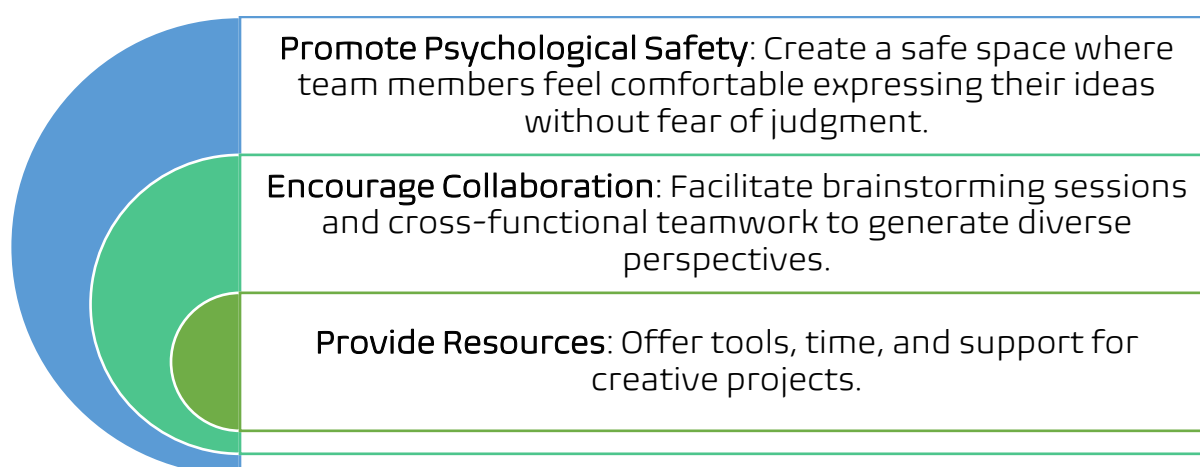 Promote Psychological Safety: Create a safe space where
team members feel comfortable expressing their ideas
without fear of judgment.
Encourage Collaboration: Facilitate brainstorming sessions
and cross-functional teamwork to generate diverse
perspectives.
Provide Resources: Offer tools, time, and support for
creative projects.